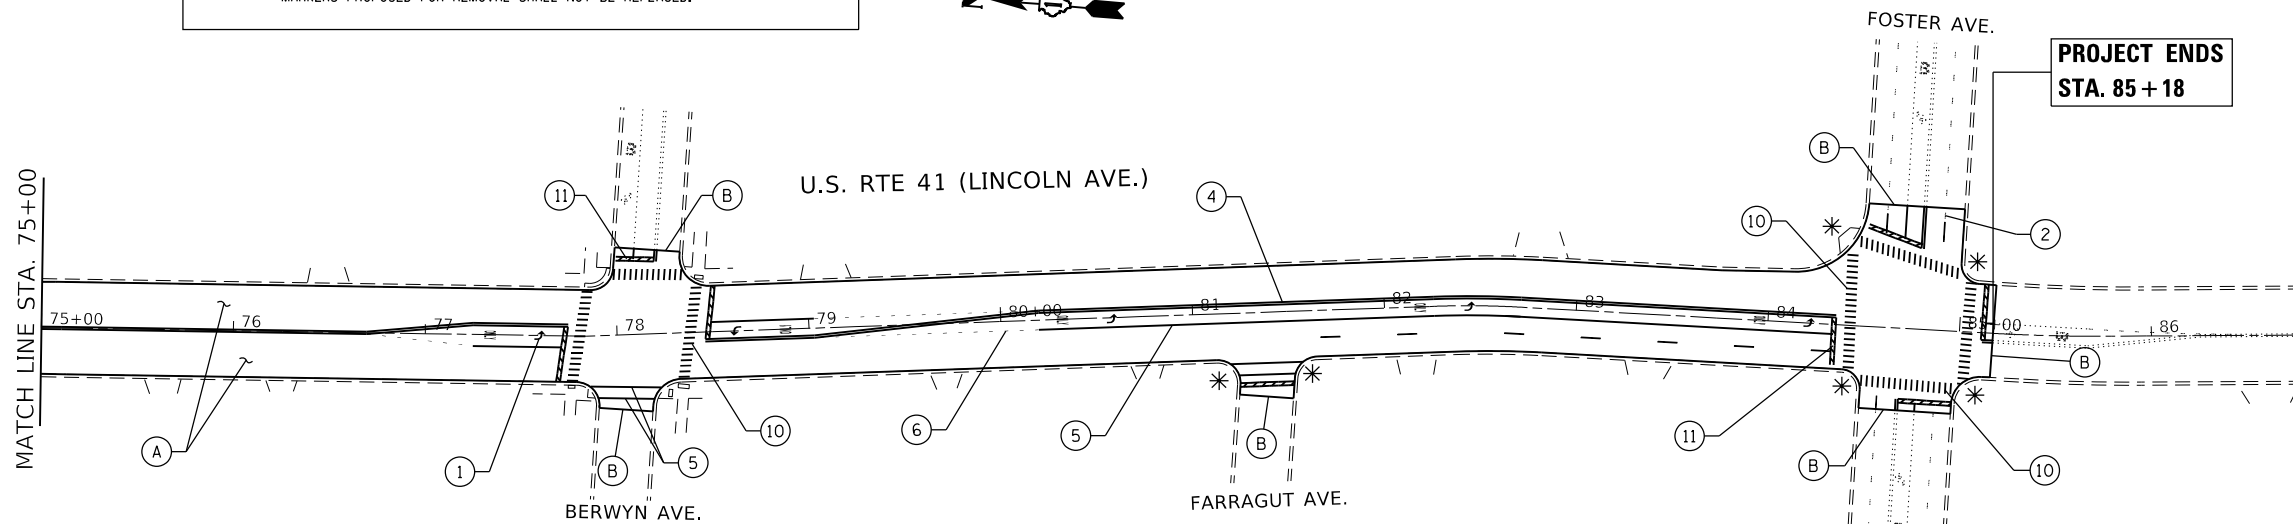 MARKERS PROPOSED FOR REMOVAL SHALL NOT BE REPLACED.
N
FOSTER AVE.
PROJECT ENDS
STA. 85+18
MATCH LINE STA. 75+00
U.S. RTE 41 (LINCOLN AVE.)
11
B
4
B
10
2
75+00
76
77
78
79
80+00
81
82
83
84
85+00
86
A
1
B
5
10
6
5
B
11
B
10
B
BERWYN AVE.
FARRAGUT AVE.